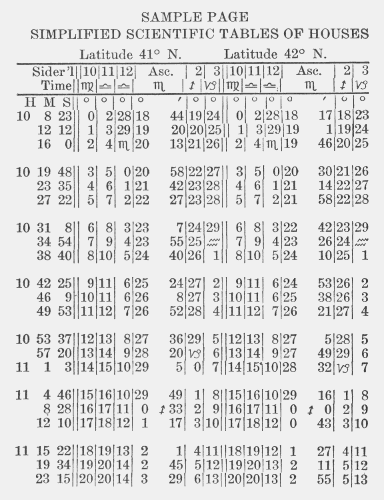 SAMPLE PAGE
SIMPLIFIED SCIENTIFIC TABLES OF HOUSES
Latitude 41° N. Latitude 42° N.
Sider'l 10 11 12 Asc. 2 3 10 11 12 Asc. 2 3
Time ♍ ♎ ♎ ♏ ♐ ♑ ♍ ♎ ♎ ♏ ♐ ♑
H M S ° ° ° ° ′ ° ° ° ° ° ° ′ ° °
10 8 23 0 2 28 18 44 19 24 0 2 28 18 17 18 23
12 12 1 3 29 19 20 20 25 1 3 29 19 1 19 24
16 0 2 4 ♏ 20 13 21 26 2 4 ♏ 19 46 20 25
10 19 48 3 5 0 20 58 22 27 3 5 0 20 30 21 26
23 35 4 6 1 21 42 23 28 4 6 1 21 14 22 27
27 22 5 7 2 22 27 23 28 5 7 2 21 58 22 28
10 31 8 6 8 3 23 7 24 29 6 8 3 22 42 23 29
34 54 7 9 4 23 55 25 ♒ 7 9 4 23 26 24 ♒
38 40 8 10 5 24 40 26 1 8 10 5 24 10 25 1
10 42 25 9 11 6 25 24 27 2 9 11 6 24 53 26 2
46 9 10 11 6 26 8 27 3 10 11 6 25 38 26 3
49 53 11 12 7 26 52 28 4 11 12 7 26 21 27 4
10 53 37 12 13 8 27 36 29 5 12 13 8 27 5 28 5
57 20 13 14 9 28 20 ♑ 6 13 14 9 27 49 29 6
11 1 3 14 15 10 29 5 0 7 14 15 10 28 32 ♑ 7
11 4 46 15 16 10 29 49 1 8 15 16 10 29 16 1 8
8 28 16 17 11 0 ♐ 33 2 9 16 17 11 0 ♐ 0 2 9
12 10 17 18 12 1 17 3 10 17 18 12 0 43 3 10
11 15 22 18 19 13 2 1 4 11 18 19 12 1 27 4 11
19 34 19 20 14 2 45 5 12 19 20 13 2 11 5 12
23 15 20 20 14 3 29 6 13 20 20 13 2 55 5 13